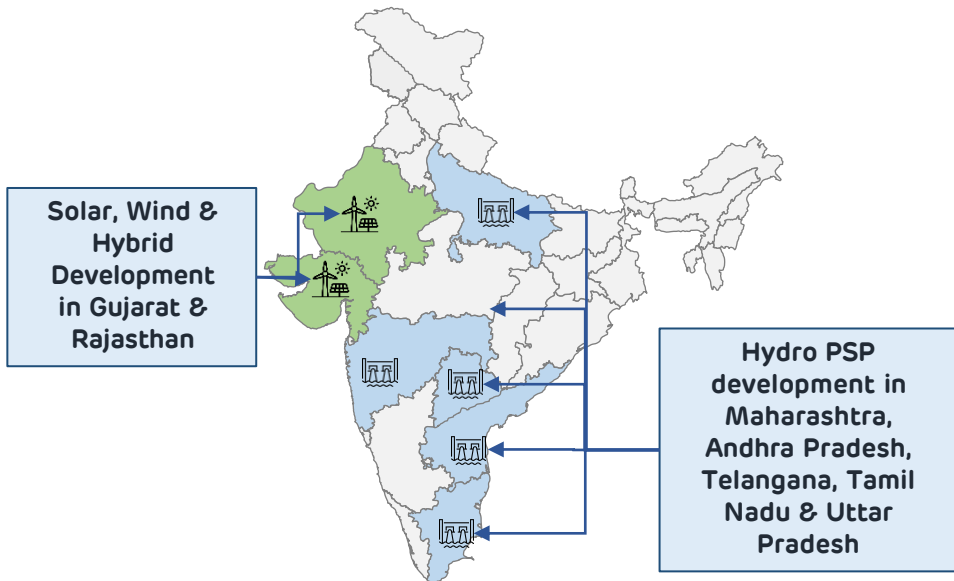 Solar, Wind &
Hybrid
Development
in Gujarat &
Rajasthan
Hydro PSP
development in
Maharashtra,
Andhra Pradesh,
Telangana, Tamil
Nadu & Uttar
Pradesh